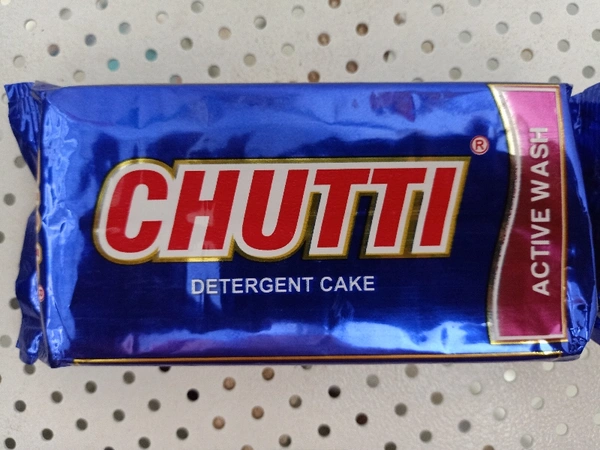 CHUTTI
®
DETERGENT CAKE
ACTIVE WASH